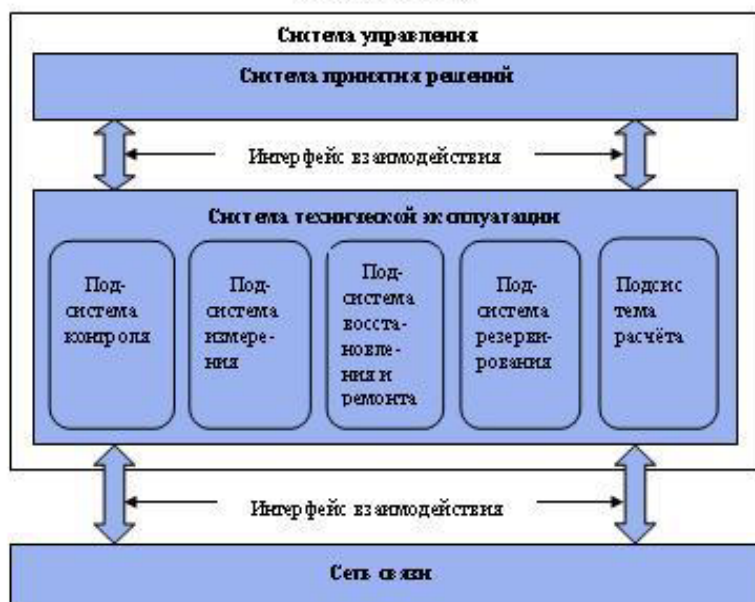 Система управления
Система принятия решений
Интерфейс взаимодействия
Система технической эксплуатации
Под-
система
контроля
Под-
система
измере-
ния
Под-
система
восста-
новле-
ния и
ремонта
Под-
система
резерви-
рования
Подсис
тема
расчёта
Интерфейс взаимодействия
Сеть связи